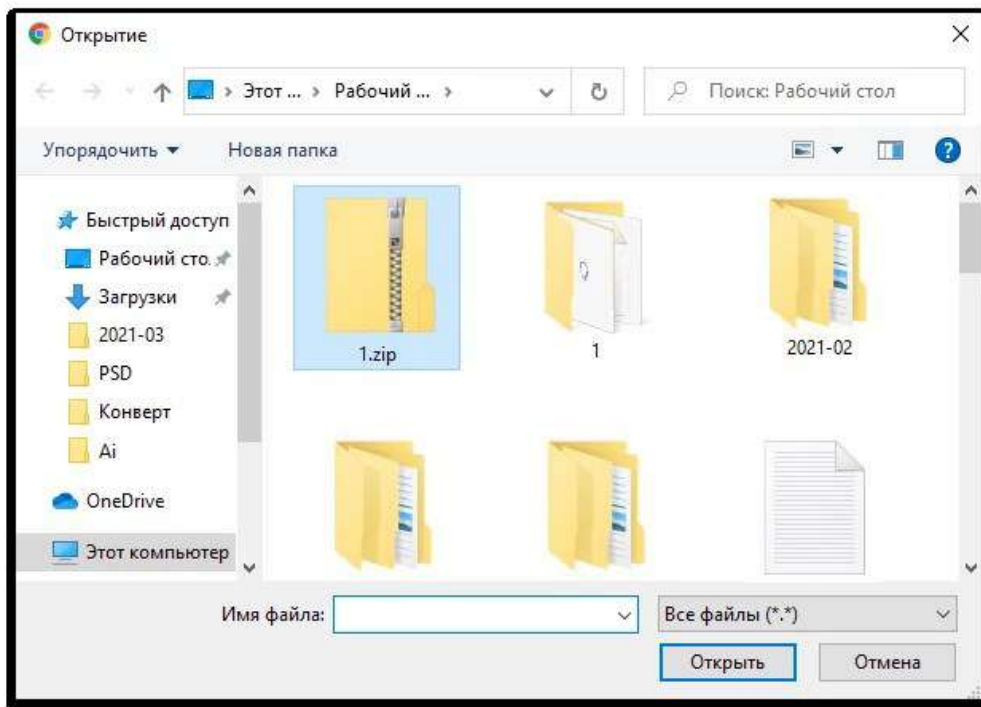 Открытие
Этот ... Рабочий ...
Поиск: Рабочий стол
Упорядочить
Новая папка
?
Быстрый доступ
Рабочий сто.
Загрузки
2021-03
PSD
Конверт
Ai
OneDrive
Этот компьютер
1.zip
1
2021-02
Имя файла:
Все файлы (*.*)
Открыть
Отмена